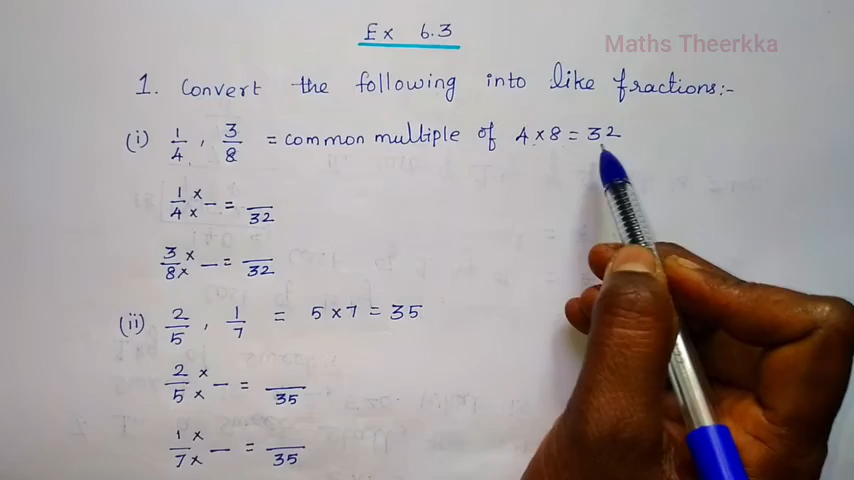 Ex 6.3
Maths Theerkka
1. Convert the following into like fractions:-
(i) 1/4 , 3/8 = common multiple of 4 × 8 = 32
1/4 × × — = —/32
3/8 × × — = —/32
(ii) 2/5 , 1/7 = 5 × 7 = 35
2/5 × × — = —/35
1/7 × × — = —/35